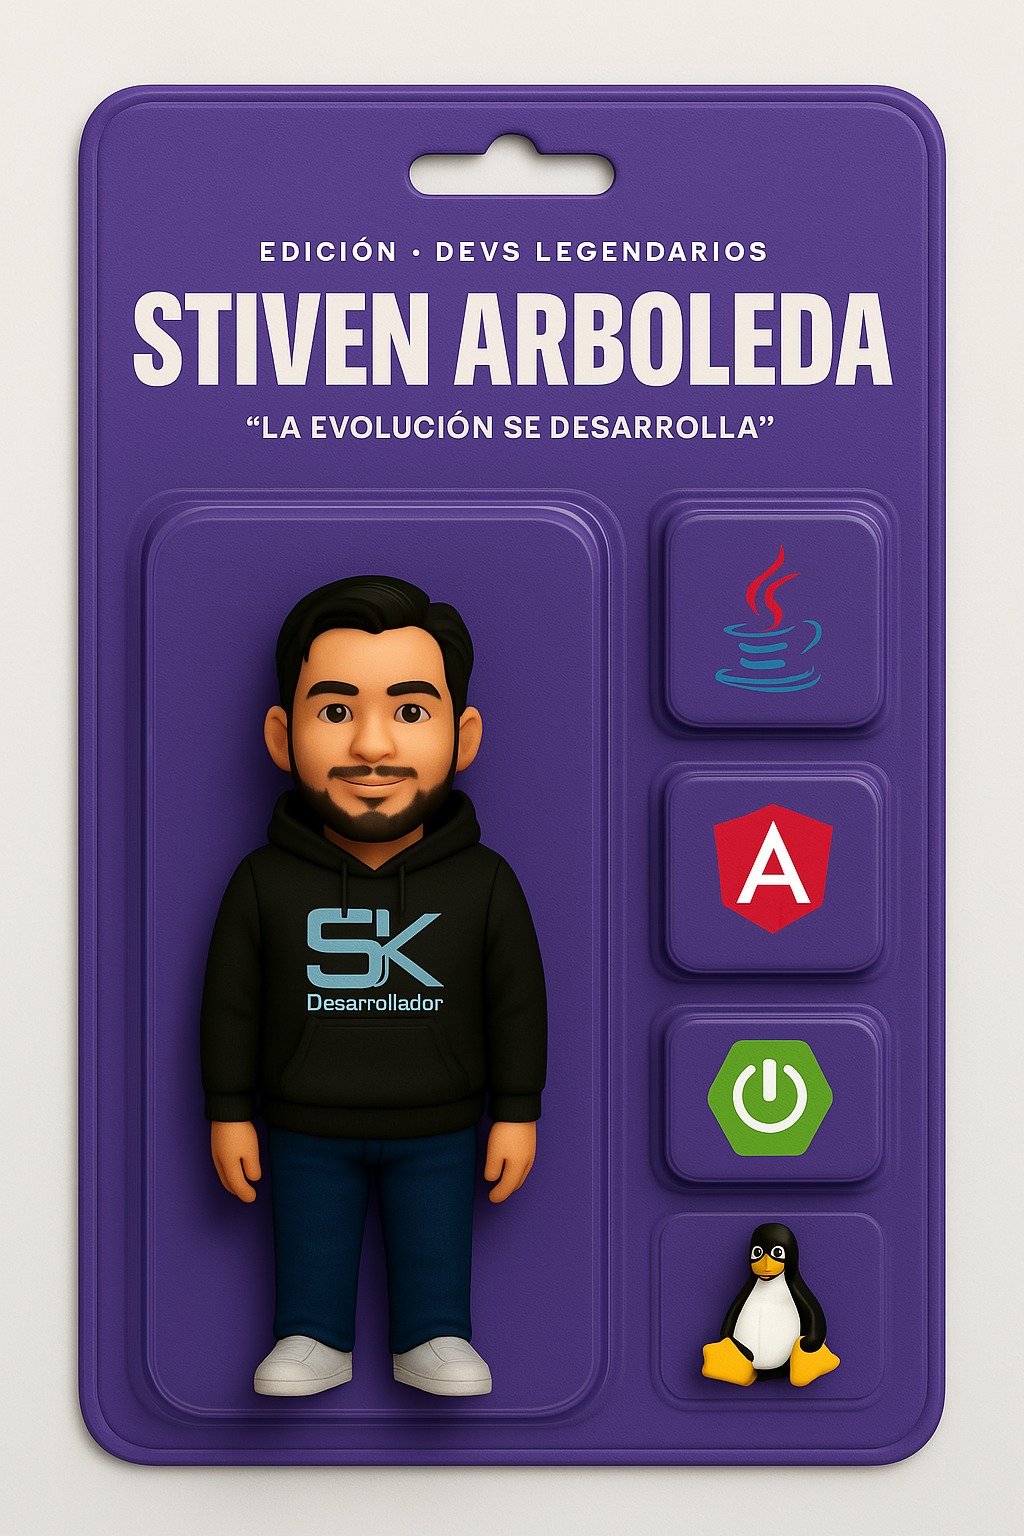 EDICIÓN · DEVS LEGENDARIOS
STIVEN ARBOLEDA
“LA EVOLUCIÓN SE DESARROLLA”
SK
Desarrollador